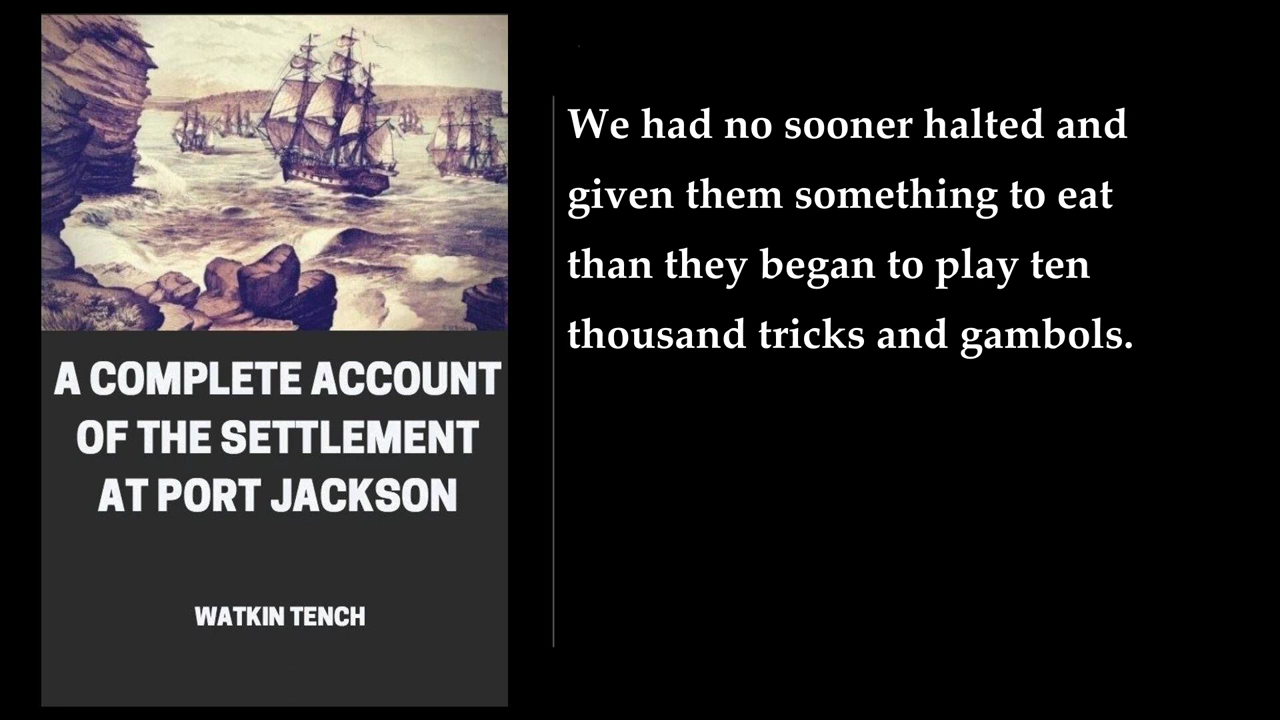 A COMPLETE ACCOUNT
OF THE SETTLEMENT
AT PORT JACKSON
WATKIN TENCH
We had no sooner halted and
given them something to eat
than they began to play ten
thousand tricks and gambols.